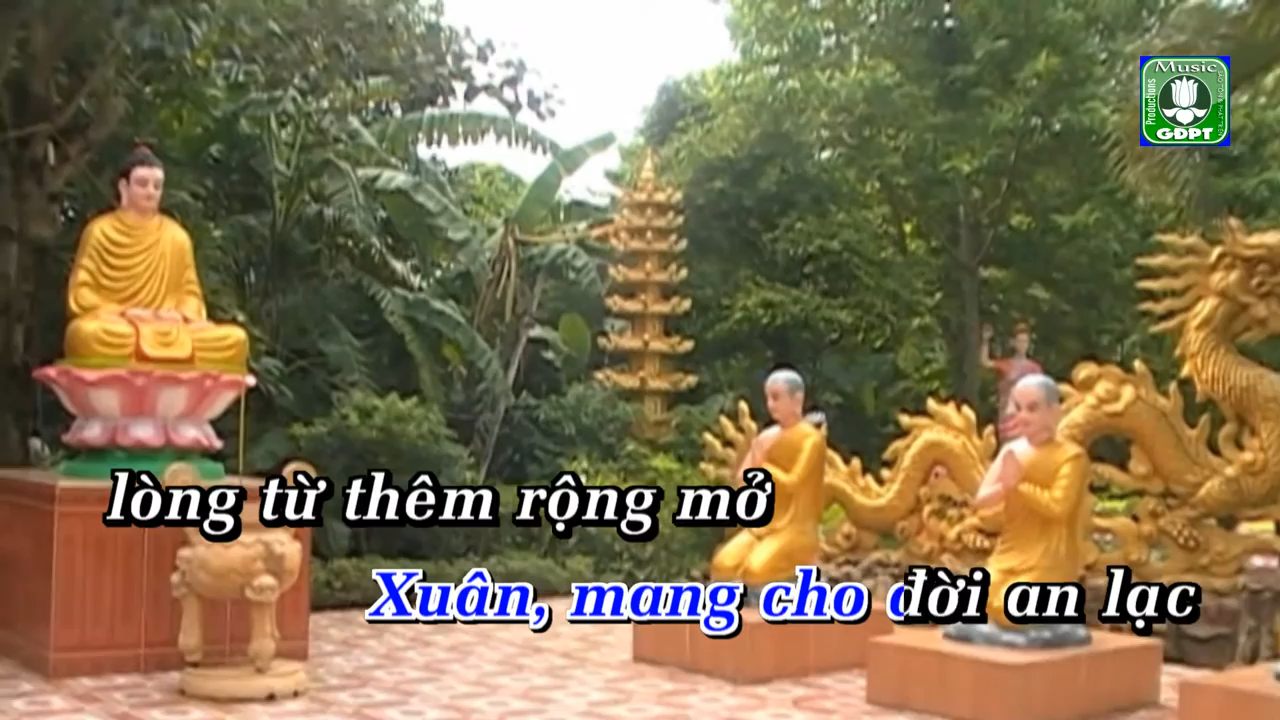 Music
Productions
GĐPT
lòng từ thêm rộng mở
Xuân, mang cho đời an lạc